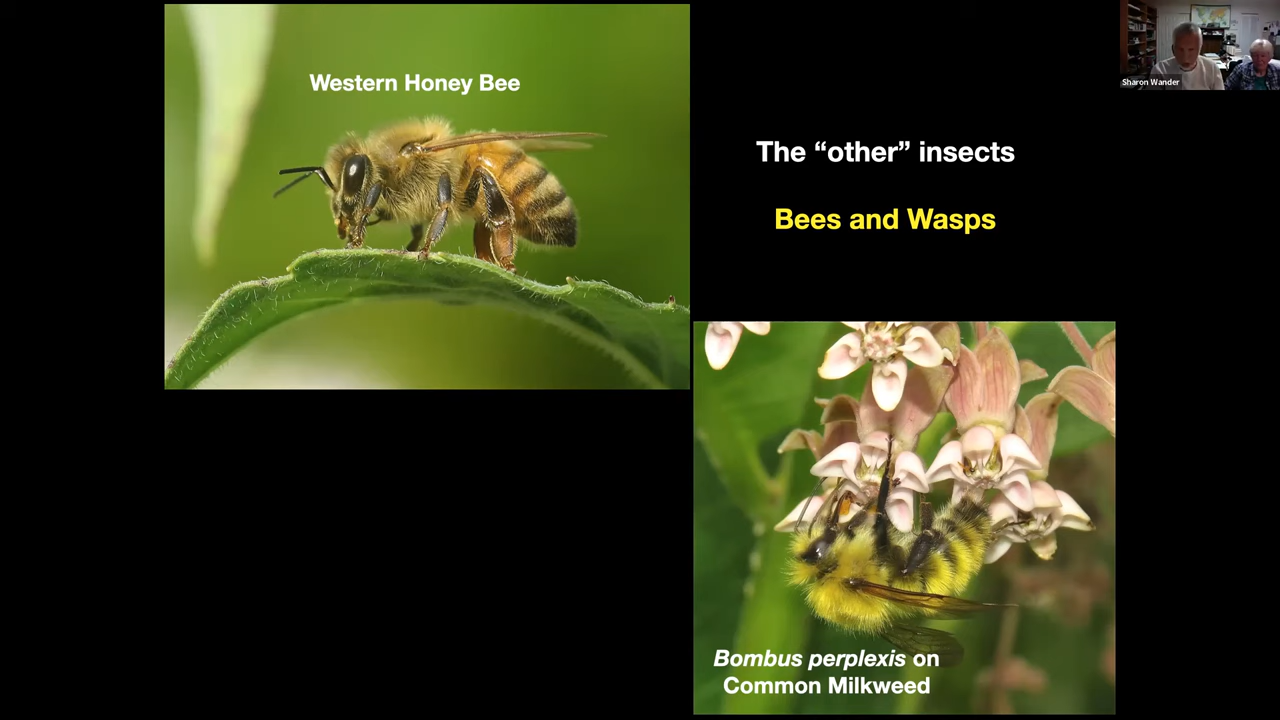 Western Honey Bee
Sharon Wander
The “other” insects
Bees and Wasps
Bombus perplexis on
Common Milkweed